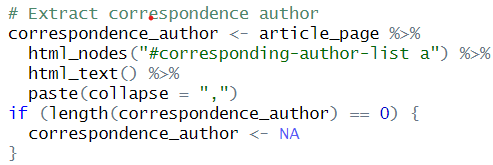 # Extract correspondence author
correspondence_author <- article_page %>%
  html_nodes("#corresponding-author-list a") %>%
  html_text() %>%
  paste(collapse = ",")
if (length(correspondence_author) == 0) {
  correspondence_author <- NA
}